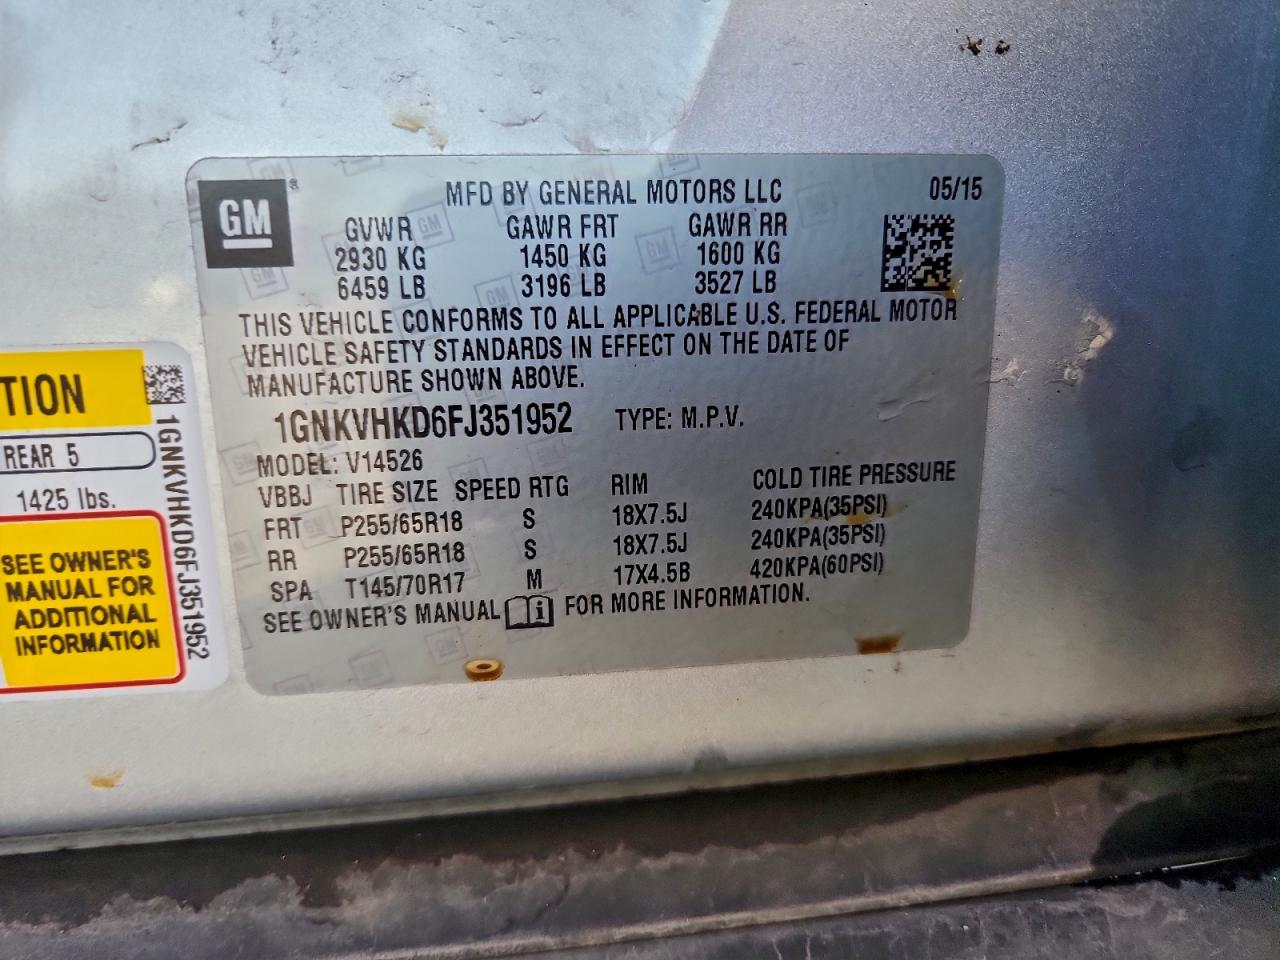 GM®
MFD BY GENERAL MOTORS LLC 05/15
GVWR GAWR FRT GAWR RR
2930 KG 1450 KG 1600 KG
6459 LB 3196 LB 3527 LB
THIS VEHICLE CONFORMS TO ALL APPLICABLE U.S. FEDERAL MOTOR
VEHICLE SAFETY STANDARDS IN EFFECT ON THE DATE OF
MANUFACTURE SHOWN ABOVE.
1GNKVHKD6FJ351952 TYPE: M.P.V.
MODEL: V14526
VBBJ TIRE SIZE SPEED RTG RIM COLD TIRE PRESSURE
FRT P255/65R18 S 18X7.5J 240KPA(35PSI)
RR P255/65R18 S 18X7.5J 240KPA(35PSI)
SPA T145/70R17 M 17X4.5B 420KPA(60PSI)
SEE OWNER'S MANUAL i FOR MORE INFORMATION.
TION
REAR 5
1425 lbs.
SEE OWNER'S
MANUAL FOR
ADDITIONAL
INFORMATION
1GNKVHKD6FJ351952